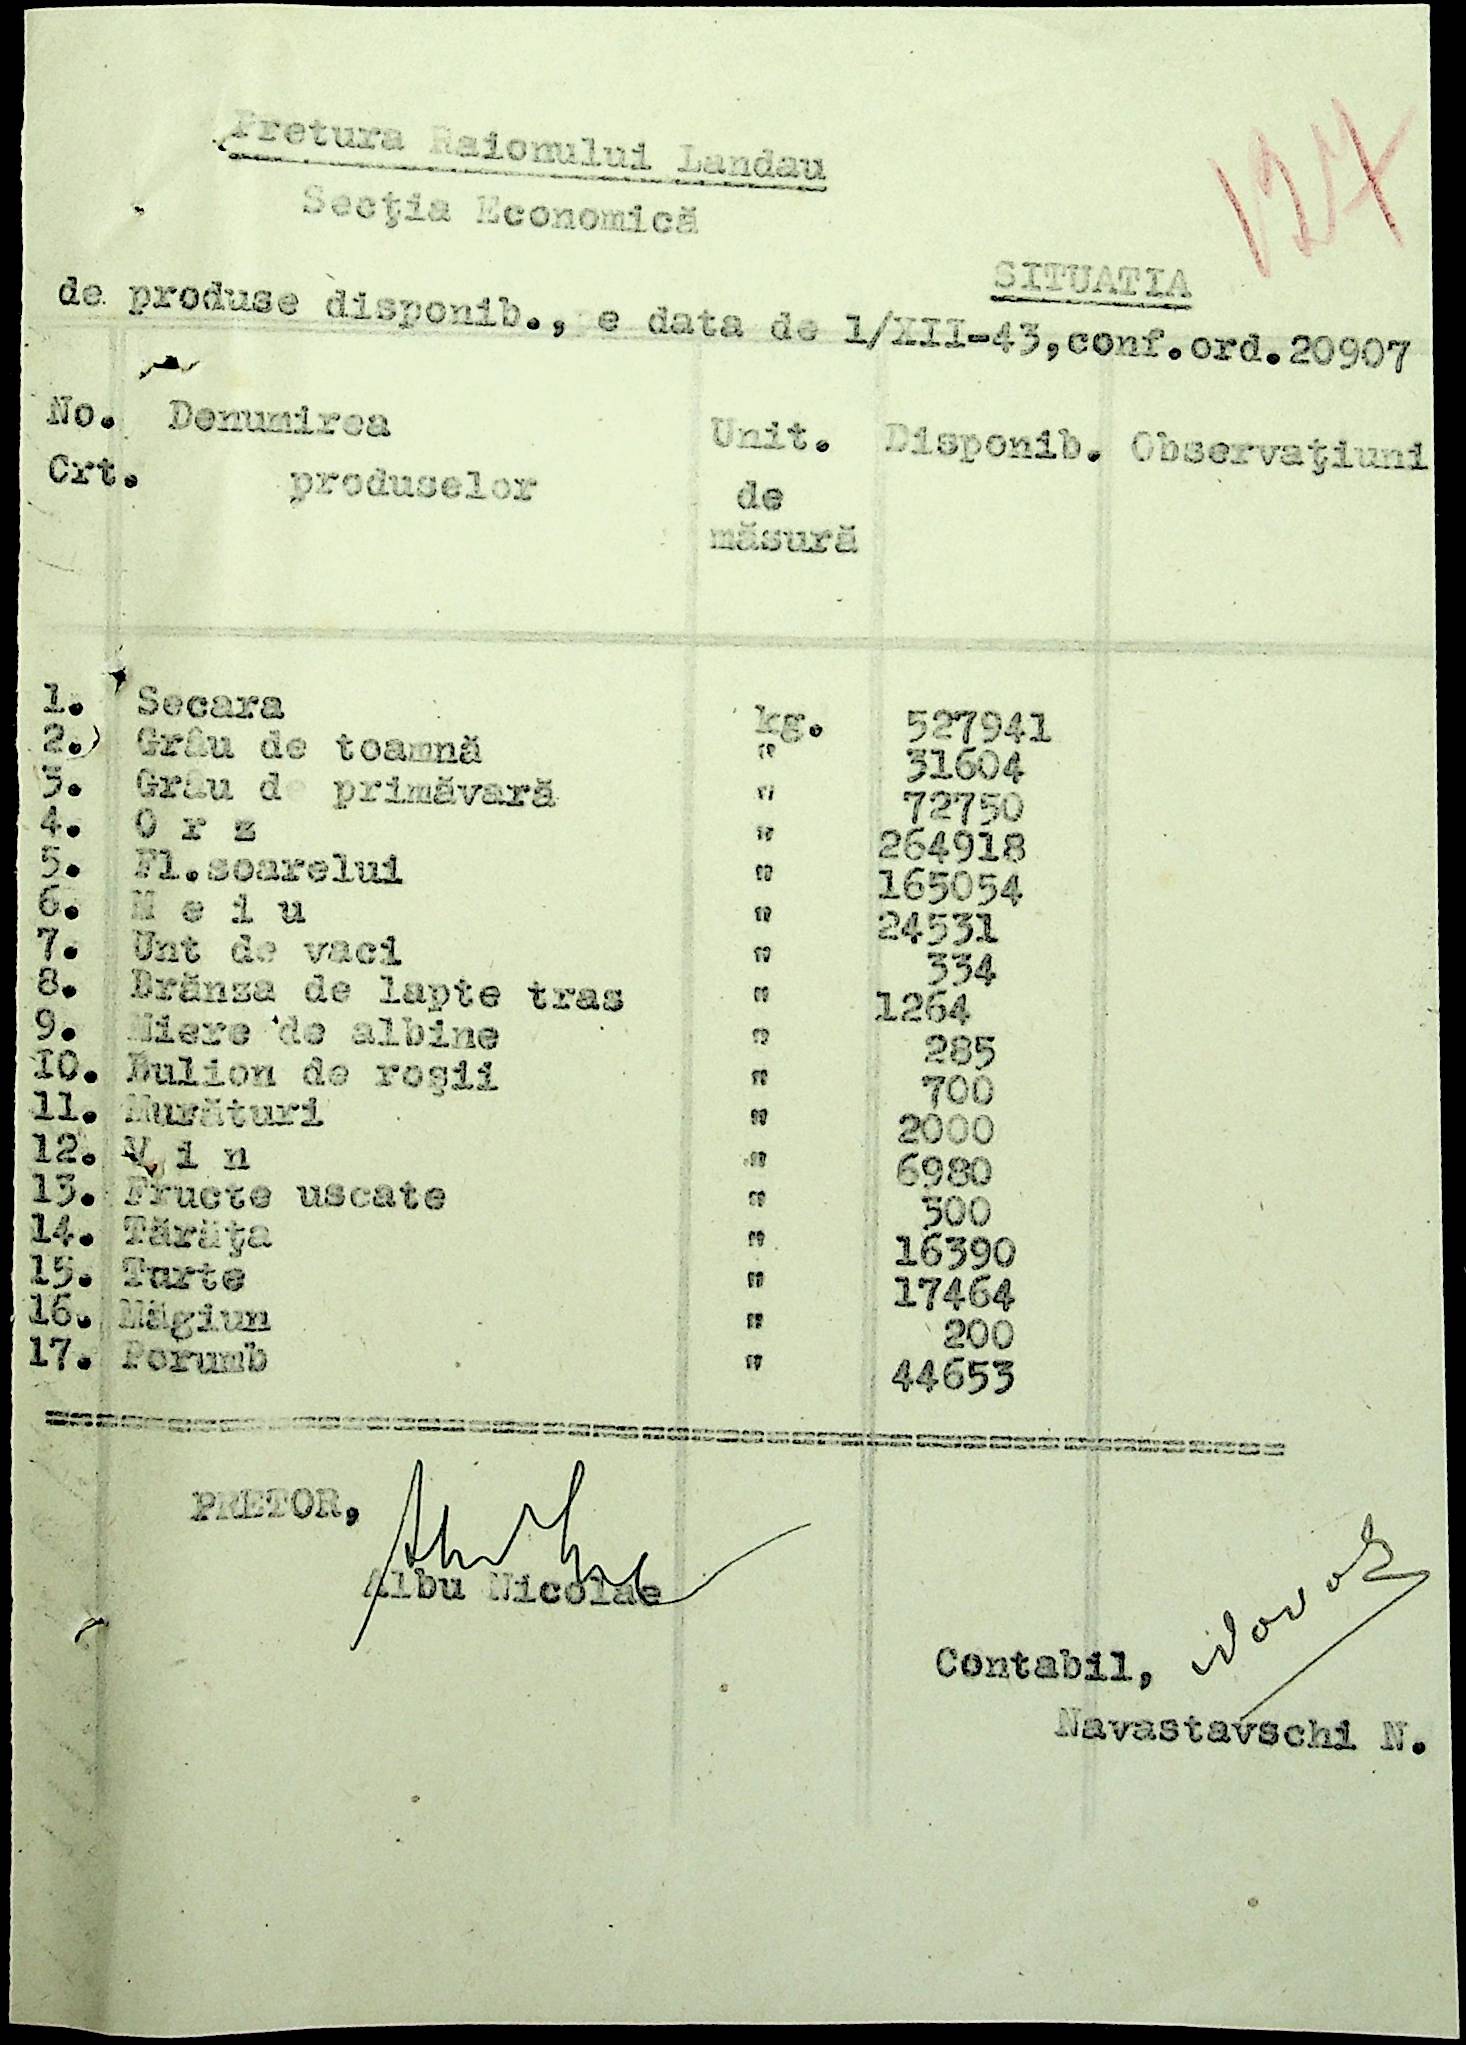 127
Pretura Raionului Landau
Secţia Economică
SITUATIA
de produse disponib., e data de 1/XII-43,conf.ord.20907
No. Denumirea Unit. Disponib. Observaţiuni
Crt. produselor de
măsură
1. Secara kg. 527941
2. Grâu de toamnă " 31604
3. Grâu de primăvară " 72750
4. O r z " 264918
5. Fl.soarelui " 165054
6. M e i u " 24531
7. Unt de vaci " 334
8. Brănza de lapte tras " 1264
9. Miere de albine " 285
10. Bulion de roşii " 700
11. Murături " 2000
12. V i n " 6980
13. Fructe uscate " 300
14. Tărâţa " 16390
15. Turte " 17464
16. Măgiun " 200
17. Porumb " 44653
PRETOR,
Albu Nicolae
Contabil,
Navastavschi N.